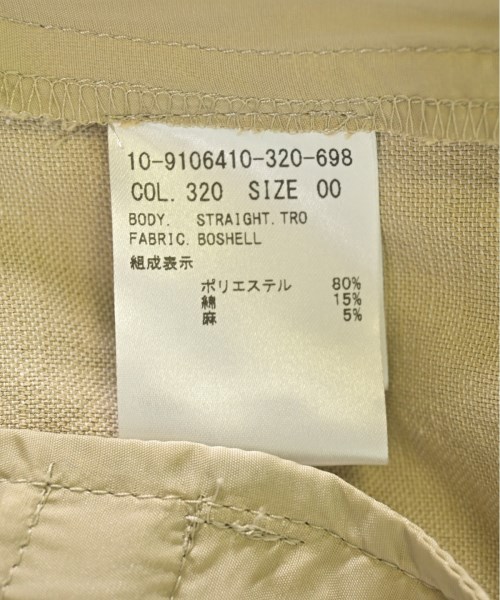 10-9106410-320-698
COL. 320 SIZE 00
BODY. STRAIGHT. TRO
FABRIC. BOSHELL
組成表示
ポリエステル 80%
綿 15%
麻 5%